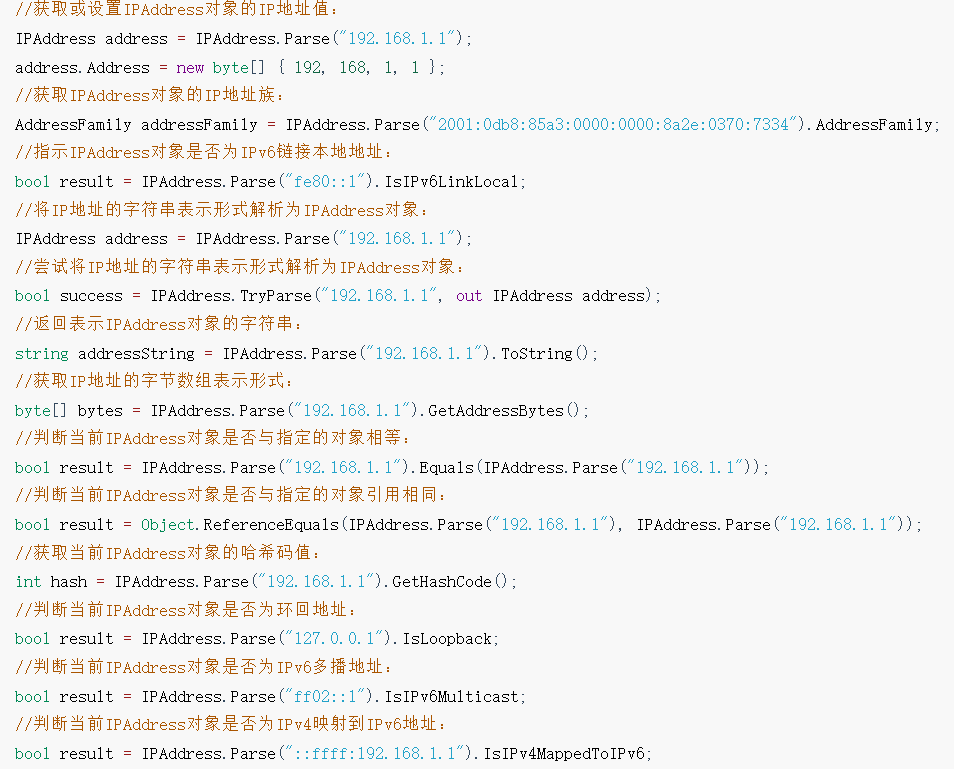 //获取或设置IPAddress对象的IP地址值：
IPAddress address = IPAddress.Parse("192.168.1.1");
address.Address = new byte[] { 192, 168, 1, 1 };
//获取IPAddress对象的IP地址族：
AddressFamily addressFamily = IPAddress.Parse("2001:0db8:85a3:0000:0000:8a2e:0370:7334").AddressFamily;
//指示IPAddress对象是否为IPv6链接本地地址：
bool result = IPAddress.Parse("fe80::1").IsIPv6LinkLocal;
//将IP地址的字符串表示形式解析为IPAddress对象：
IPAddress address = IPAddress.Parse("192.168.1.1");
//尝试将IP地址的字符串表示形式解析为IPAddress对象：
bool success = IPAddress.TryParse("192.168.1.1", out IPAddress address);
//返回表示IPAddress对象的字符串：
string addressString = IPAddress.Parse("192.168.1.1").ToString();
//获取IP地址的字节数组表示形式：
byte[] bytes = IPAddress.Parse("192.168.1.1").GetAddressBytes();
//判断当前IPAddress对象是否与指定的对象相等：
bool result = IPAddress.Parse("192.168.1.1").Equals(IPAddress.Parse("192.168.1.1"));
//判断当前IPAddress对象是否与指定的对象引用相同：
bool result = Object.ReferenceEquals(IPAddress.Parse("192.168.1.1"), IPAddress.Parse("192.168.1.1"));
//获取当前IPAddress对象的哈希码值：
int hash = IPAddress.Parse("192.168.1.1").GetHashCode();
//判断当前IPAddress对象是否为环回地址：
bool result = IPAddress.Parse("127.0.0.1").IsLoopback;
//判断当前IPAddress对象是否为IPv6多播地址：
bool result = IPAddress.Parse("ff02::1").IsIPv6Multicast;
//判断当前IPAddress对象是否为IPv4映射到IPv6地址：
bool result = IPAddress.Parse("::ffff:192.168.1.1").IsIPv4MappedToIPv6;